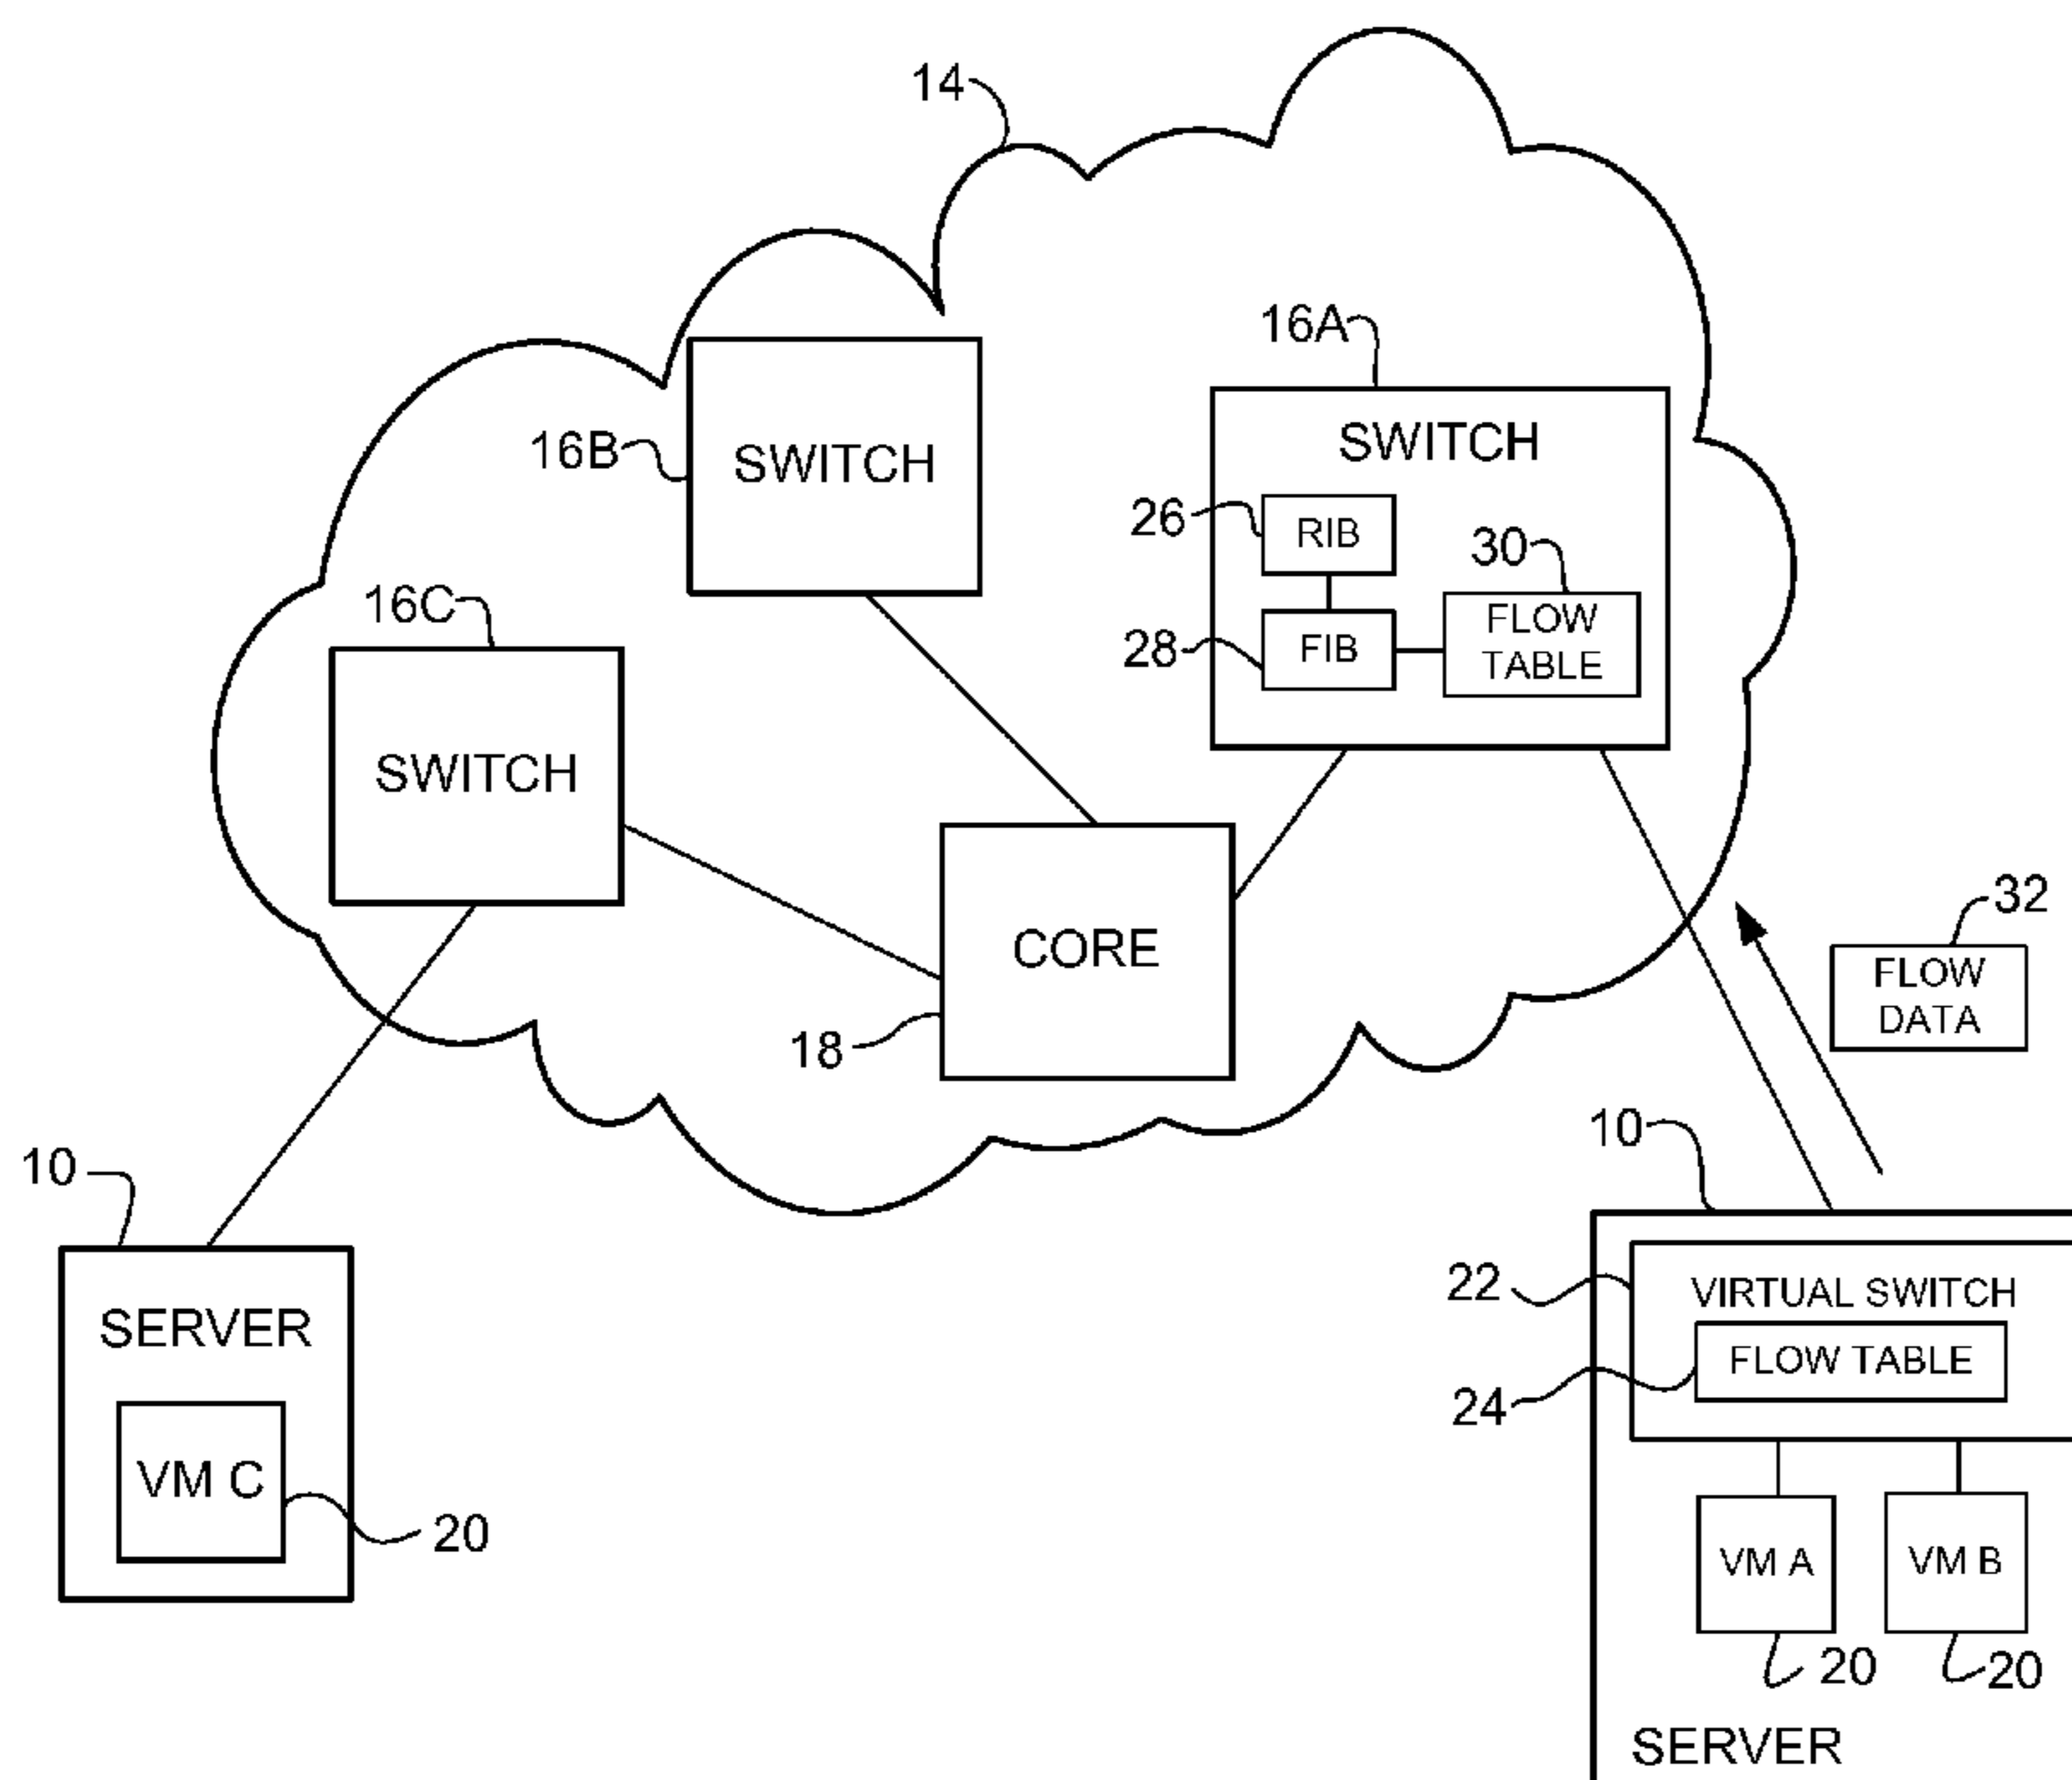 14
16A
SWITCH
26
RIB
30
FLOW
TABLE
28
FIB
16B
SWITCH
16C
SWITCH
CORE
18
32
FLOW
DATA
10
SERVER
VM C
20
10
22
VIRTUAL SWITCH
FLOW TABLE
24
VM A
VM B
20
20
SERVER